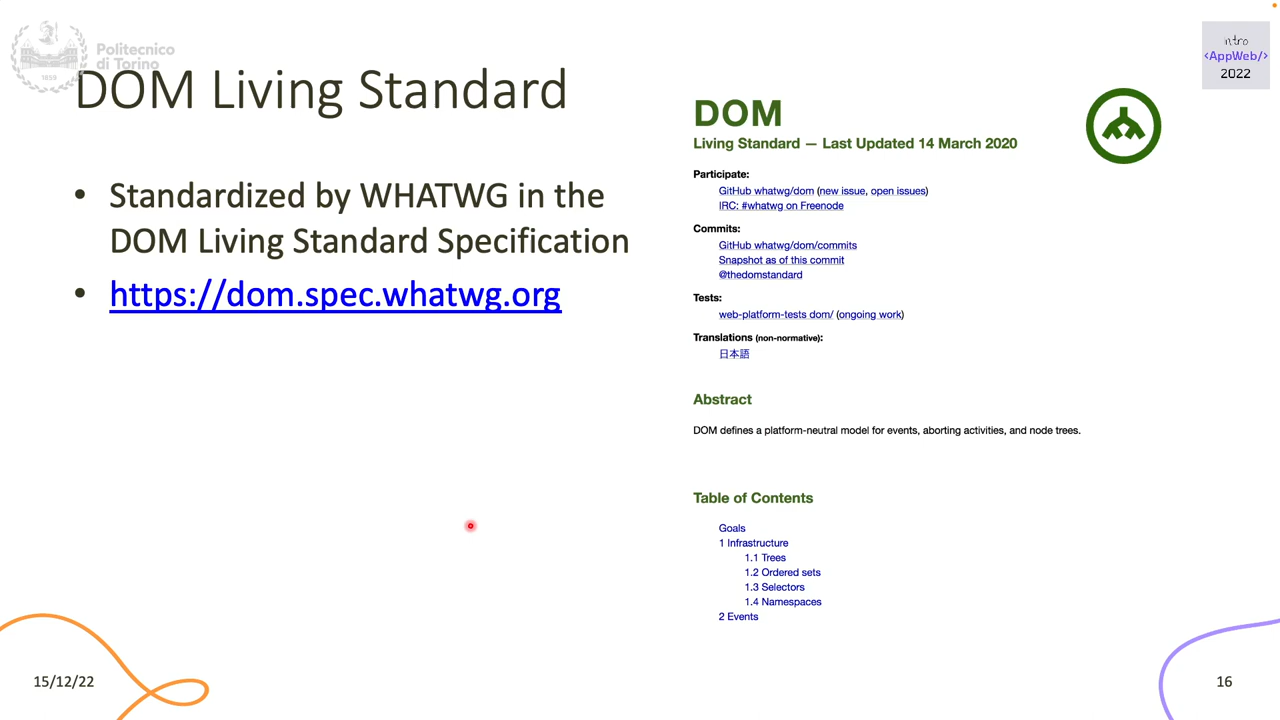 Politecnico
di Torino
1859
intro
<AppWeb/>
2022
DOM Living Standard
• Standardized by WHATWG in the
DOM Living Standard Specification
• https://dom.spec.whatwg.org
DOM
Living Standard — Last Updated 14 March 2020
Participate:
GitHub whatwg/dom (new issue, open issues)
IRC: #whatwg on Freenode
Commits:
GitHub whatwg/dom/commits
Snapshot as of this commit
@thedomstandard
Tests:
web-platform-tests dom/ (ongoing work)
Translations (non-normative):
日本語
Abstract
DOM defines a platform-neutral model for events, aborting activities, and node trees.
Table of Contents
Goals
1 Infrastructure
1.1 Trees
1.2 Ordered sets
1.3 Selectors
1.4 Namespaces
2 Events
15/12/22
16